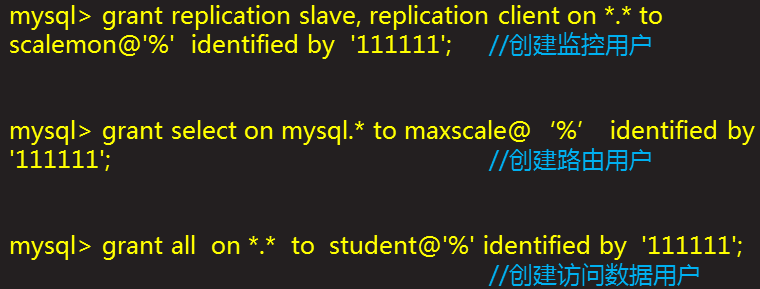 mysql> grant replication slave, replication client on *.* to
scalemon@'%' identified by '111111'; //创建监控用户
mysql> grant select on mysql.* to maxscale@ ‘%’ identified by
'111111'; //创建路由用户
mysql> grant all on *.* to student@'%' identified by '111111';
//创建访问数据用户